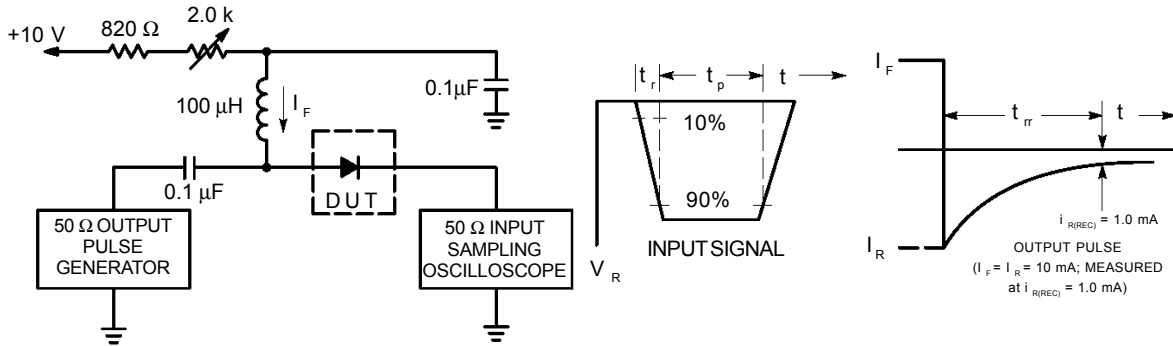 +10 V
820 Ω
2.0 k
100 μH
I F
0.1μF
0.1 μF
DUT
50 Ω OUTPUT
PULSE
GENERATOR
50 Ω INPUT
SAMPLING
OSCILLOSCOPE
t r
t p
t
10%
90%
V R
INPUT SIGNAL
I F
t rr
t
I R
i R(REC) = 1.0 mA
OUTPUT PULSE
(I F = I R = 10 mA; MEASURED
at i R(REC) = 1.0 mA)